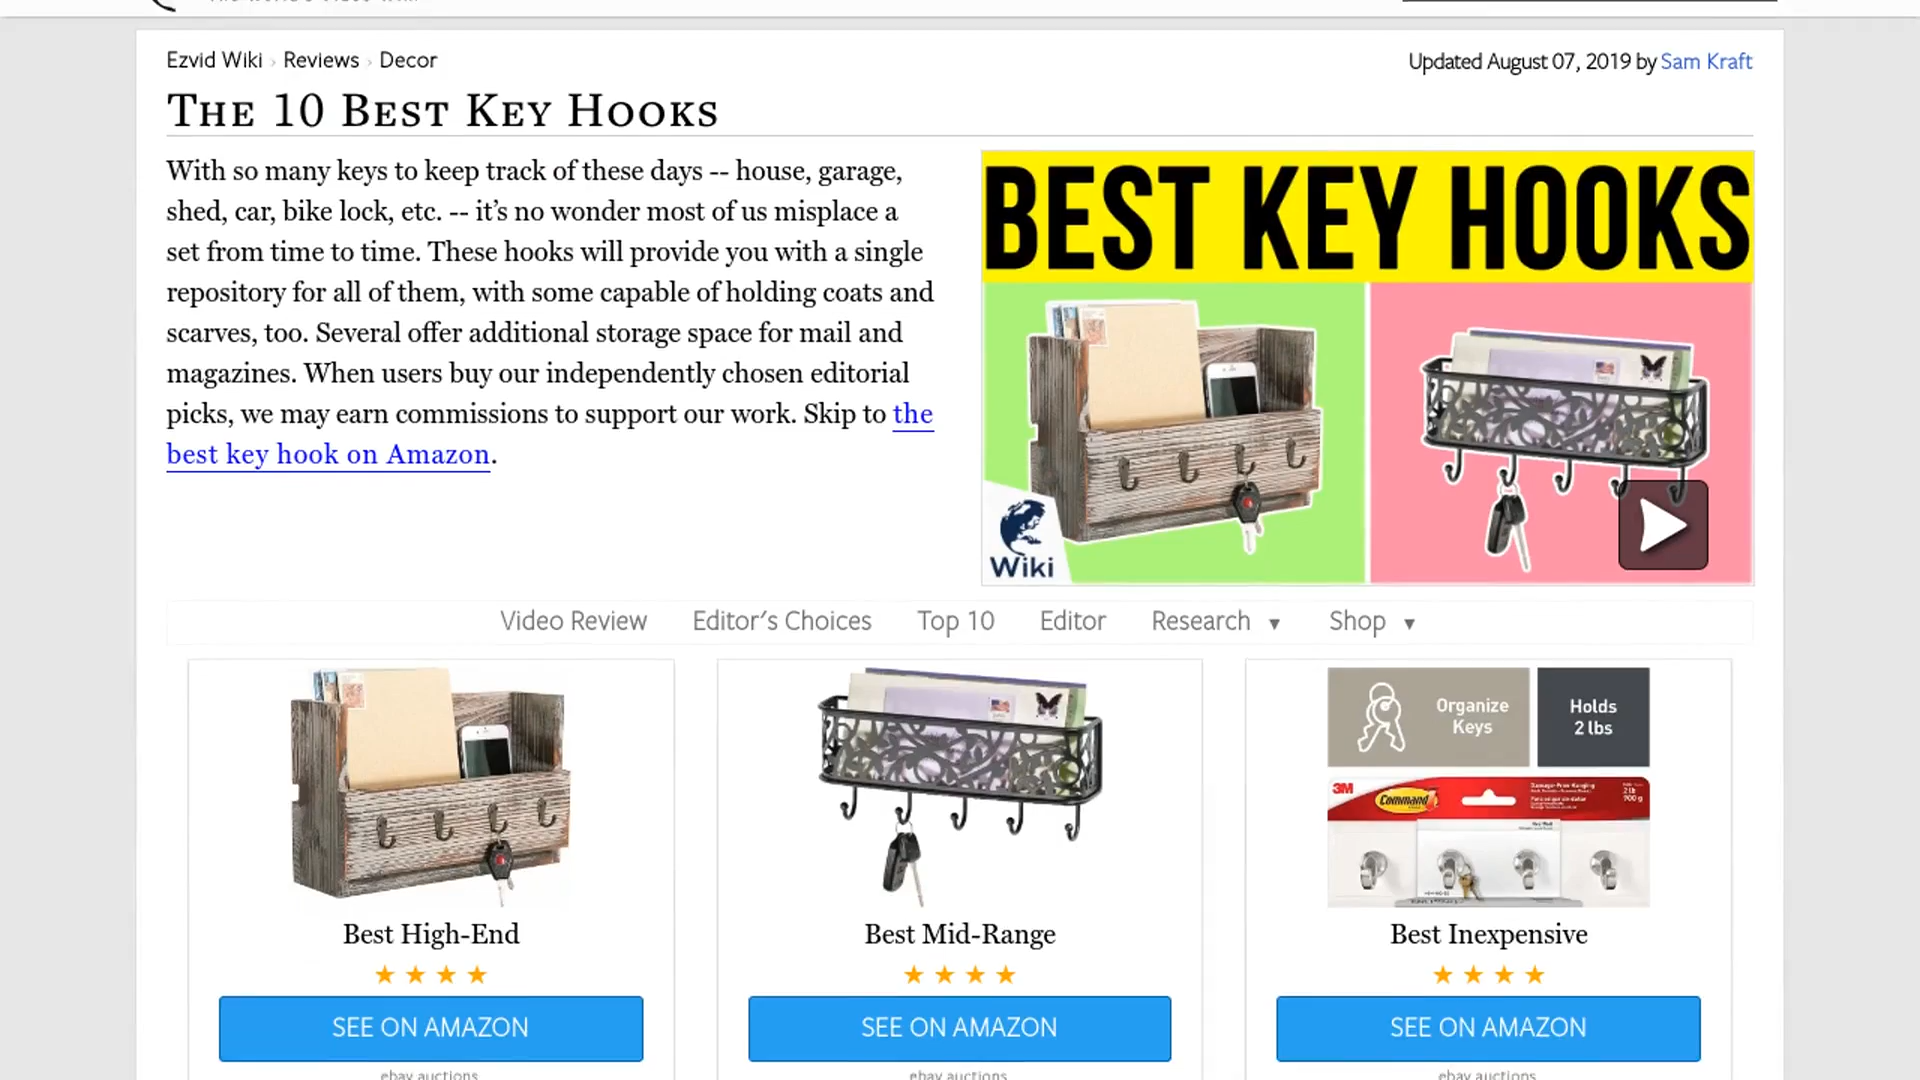 Ezvid Wiki › Reviews › Decor
Updated August 07, 2019 by Sam Kraft
The 10 Best Key Hooks
With so many keys to keep track of these days -- house, garage,
shed, car, bike lock, etc. -- it’s no wonder most of us misplace a
set from time to time. These hooks will provide you with a single
repository for all of them, with some capable of holding coats and
scarves, too. Several offer additional storage space for mail and
magazines. When users buy our independently chosen editorial
picks, we may earn commissions to support our work. Skip to the
best key hook on Amazon.
BEST KEY HOOKS
Wiki
Video Review Editor's Choices Top 10 Editor Research ▼ Shop ▼
Organize
Keys
Holds
2 lbs
3M
Command
Damage-Free Hanging
2 lb
900 g
Best High-End
Best Mid-Range
Best Inexpensive
★ ★ ★ ★
★ ★ ★ ★
★ ★ ★ ★
SEE ON AMAZON
SEE ON AMAZON
SEE ON AMAZON
ebay auctions
ebay auctions
ebay auctions